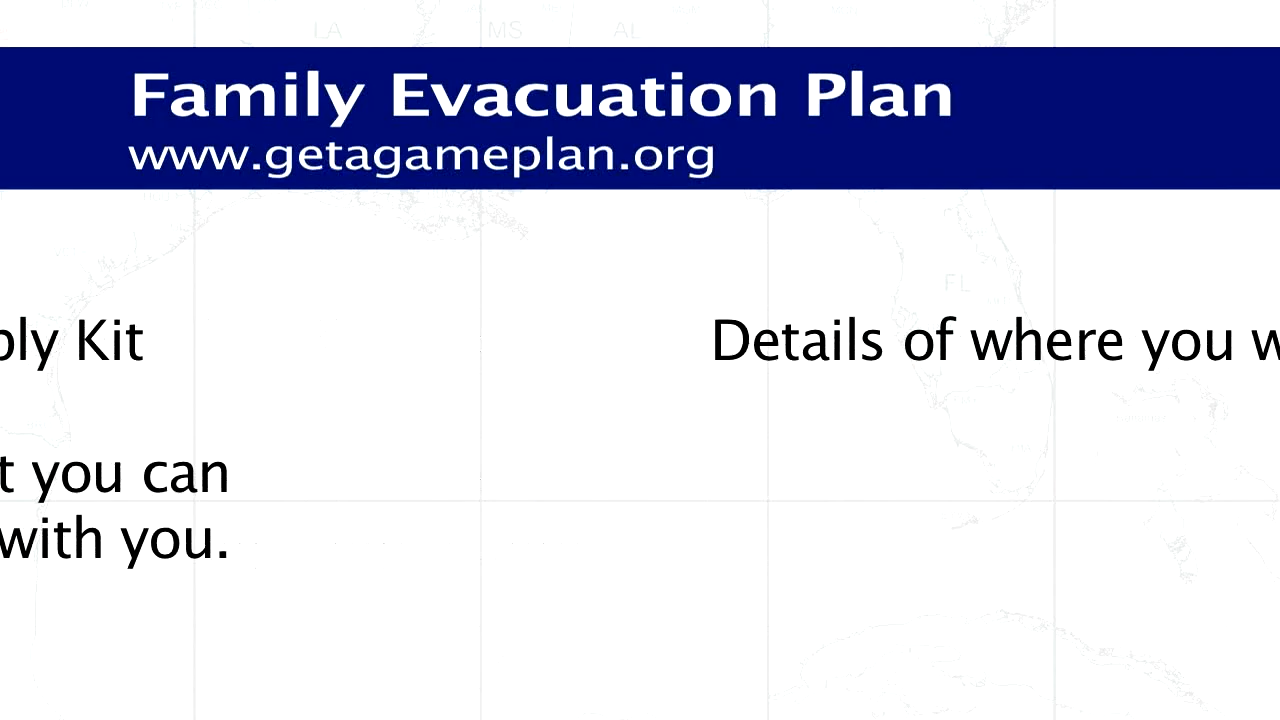 LA MS AL
Family Evacuation Plan
www.getagameplan.org
FL
ply Kit
Details of where you w
t you can
with you.